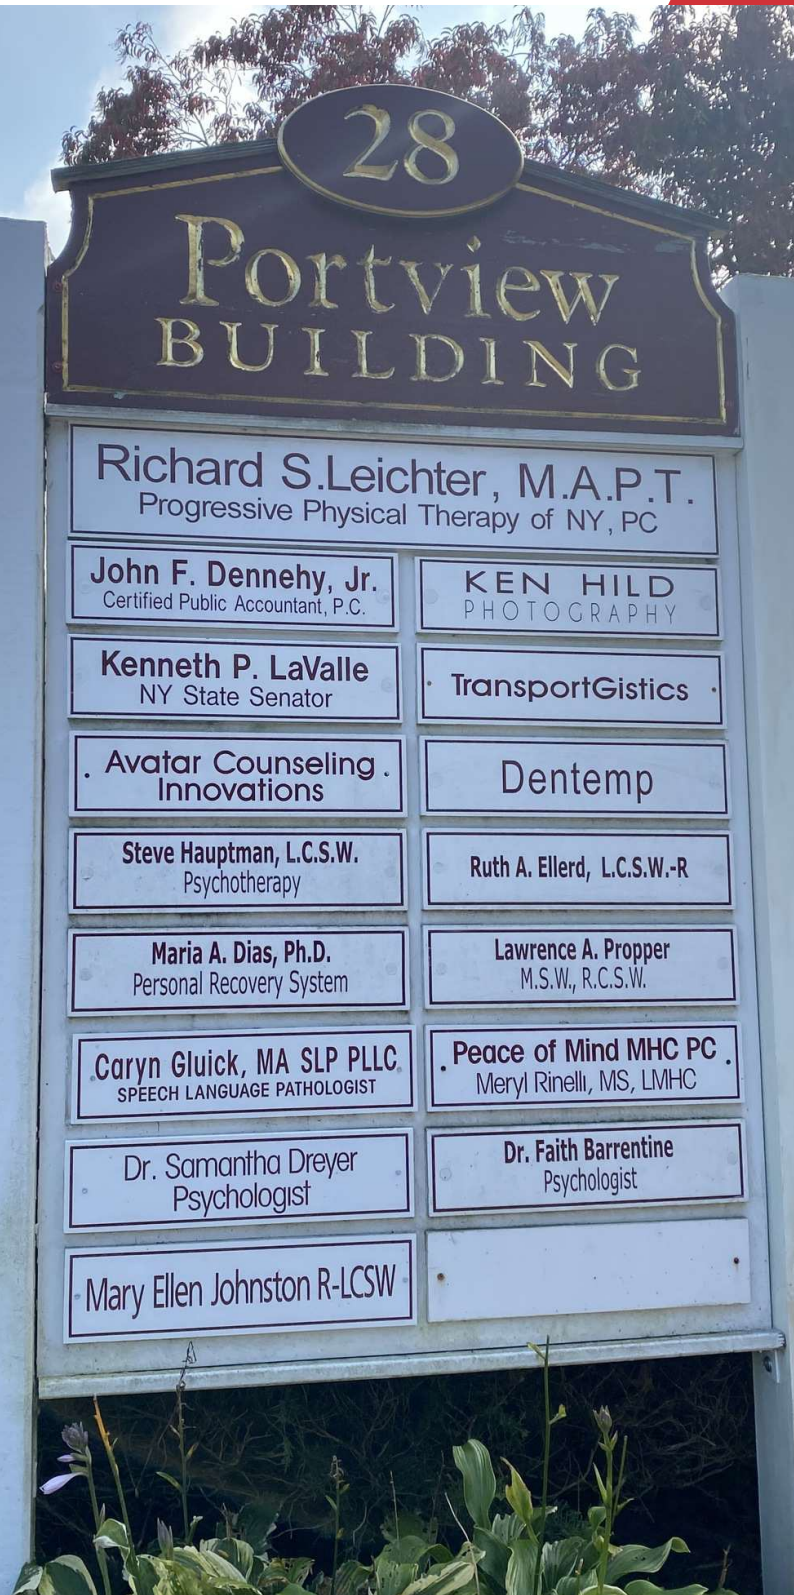 28
Portview
BUILDING
Richard S.Leichter, M.A.P.T.
Progressive Physical Therapy of NY, PC
John F. Dennehy, Jr.
Certified Public Accountant, P.C.
KEN HILD
PHOTOGRAPHY
Kenneth P. LaValle
NY State Senator
TransportGistics
Avatar Counseling
Innovations
Dentemp
Steve Hauptman, L.C.S.W.
Psychotherapy
Ruth A. Ellerd, L.C.S.W.-R
Maria A. Dias, Ph.D.
Personal Recovery System
Lawrence A. Propper
M.S.W., R.C.S.W.
Caryn Gluick, MA SLP PLLC
SPEECH LANGUAGE PATHOLOGIST
Peace of Mind MHC PC
Meryl Rinelli, MS, LMHC
Dr. Samantha Dreyer
Psychologist
Dr. Faith Barrentine
Psychologist
Mary Ellen Johnston R-LCSW